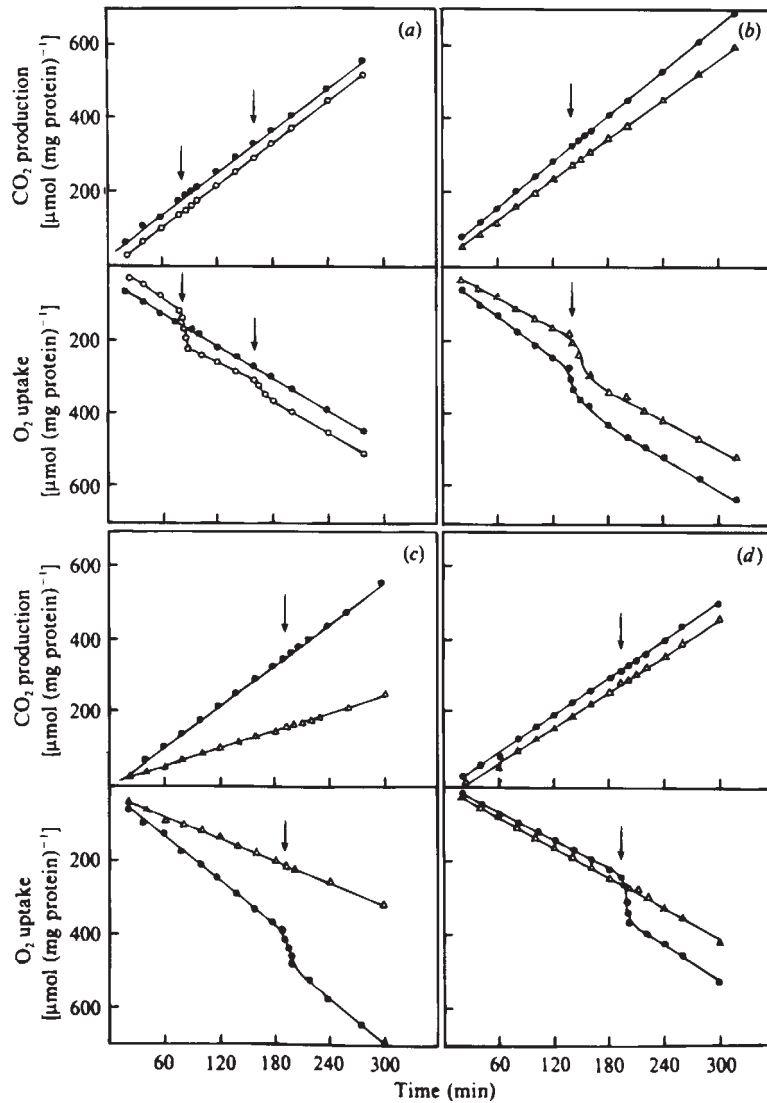 (a)
(b)
CO₂ production
[μmol (mg protein)⁻¹]
600
400
200
O₂ uptake
[μmol (mg protein)⁻¹]
200
400
600
(c)
(d)
CO₂ production
[μmol (mg protein)⁻¹]
600
400
200
O₂ uptake
[μmol (mg protein)⁻¹]
200
400
600
60 120 180 240 300 60 120 180 240 300
Time (min)